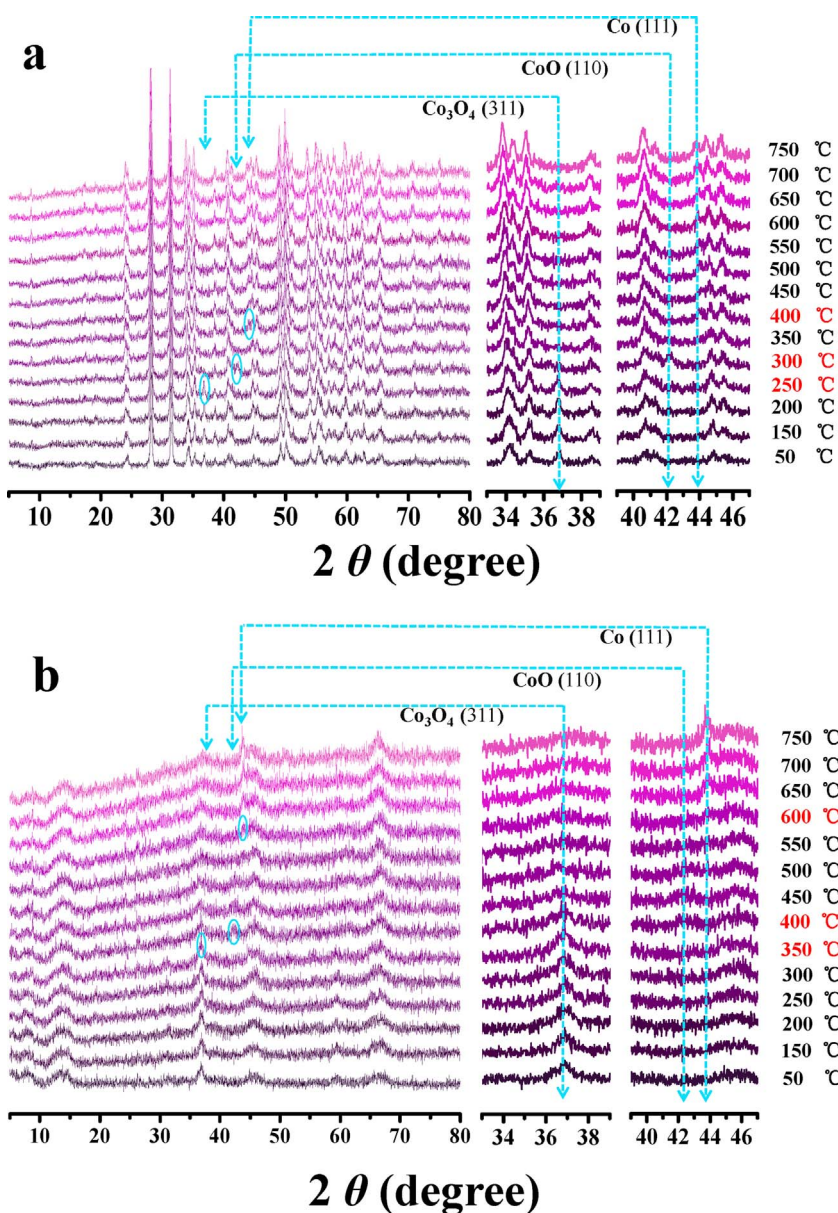 a
Co (111)
CoO (110)
Co₃O₄ (311)
750 ℃
700 ℃
650 ℃
600 ℃
550 ℃
500 ℃
450 ℃
400 ℃
350 ℃
300 ℃
250 ℃
200 ℃
150 ℃
50 ℃
10 20 30 40 50 60 70 80 34 36 38 40 42 44 46
2 θ (degree)
b
Co (111)
CoO (110)
Co₃O₄ (311)
750 ℃
700 ℃
650 ℃
600 ℃
550 ℃
500 ℃
450 ℃
400 ℃
350 ℃
300 ℃
250 ℃
200 ℃
150 ℃
50 ℃
10 20 30 40 50 60 70 80 34 36 38 40 42 44 46
2 θ (degree)